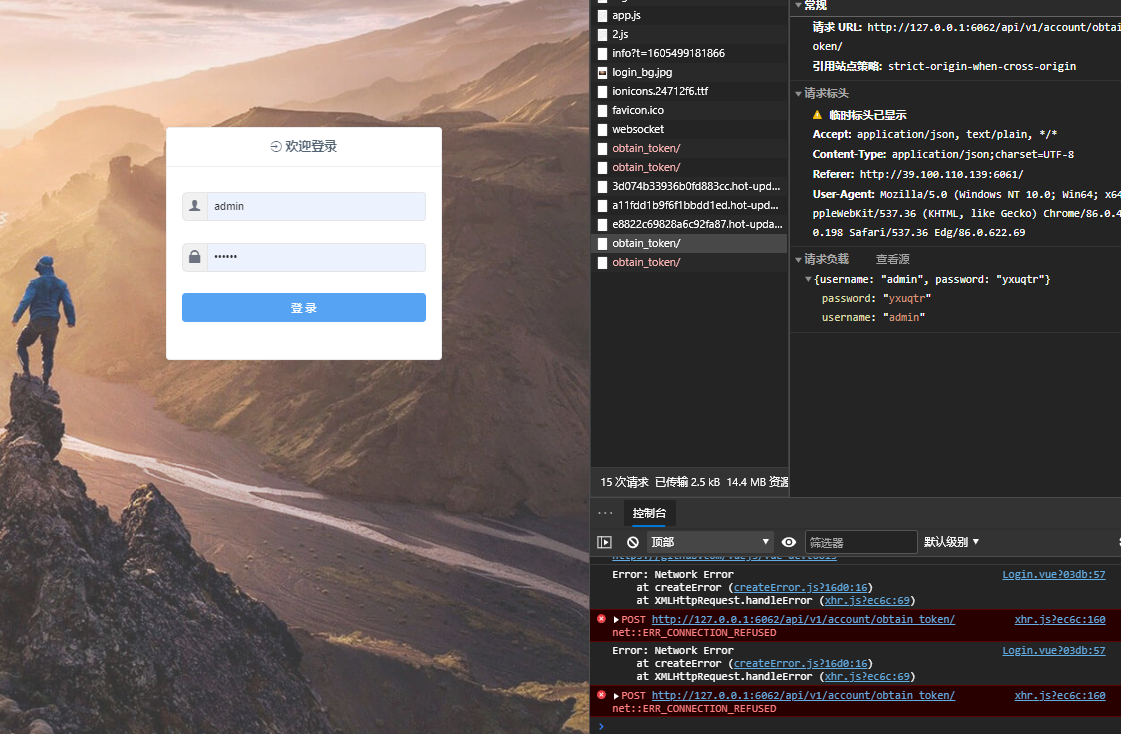 欢迎登录
admin
••••••
登 录
app.js
2.js
info?t=1605499181866
login_bg.jpg
ionicons.24712f6.ttf
favicon.ico
websocket
obtain_token/
obtain_token/
3d074b33936b0fd883cc.hot-upd...
a11fdd1b9f6f1bbdd1ed.hot-upd...
e8822c69828a6c92fa87.hot-upda...
obtain_token/
obtain_token/
15 次请求 已传输 2.5 kB 14.4 MB 资源
常规
请求 URL: http://127.0.0.1:6062/api/v1/account/obtai
oken/
引用站点策略: strict-origin-when-cross-origin
请求标头
临时标头已显示
Accept: application/json, text/plain, */*
Content-Type: application/json;charset=UTF-8
Referer: http://39.100.110.139:6061/
User-Agent: Mozilla/5.0 (Windows NT 10.0; Win64; x64
ppleWebKit/537.36 (KHTML, like Gecko) Chrome/86.0.4
0.198 Safari/537.36 Edg/86.0.622.69
请求负载 查看源
{username: "admin", password: "yxuqtr"}
password: "yxuqtr"
username: "admin"
控制台
顶部 筛选器 默认级别
Error: Network Error Login.vue?03db:57
at createError (createError.js?16d0:16)
at XMLHttpRequest.handleError (xhr.js?ec6c:69)
POST http://127.0.0.1:6062/api/v1/account/obtain_token/ xhr.js?ec6c:160
net::ERR_CONNECTION_REFUSED
Error: Network Error Login.vue?03db:57
at createError (createError.js?16d0:16)
at XMLHttpRequest.handleError (xhr.js?ec6c:69)
POST http://127.0.0.1:6062/api/v1/account/obtain_token/ xhr.js?ec6c:160
net::ERR_CONNECTION_REFUSED